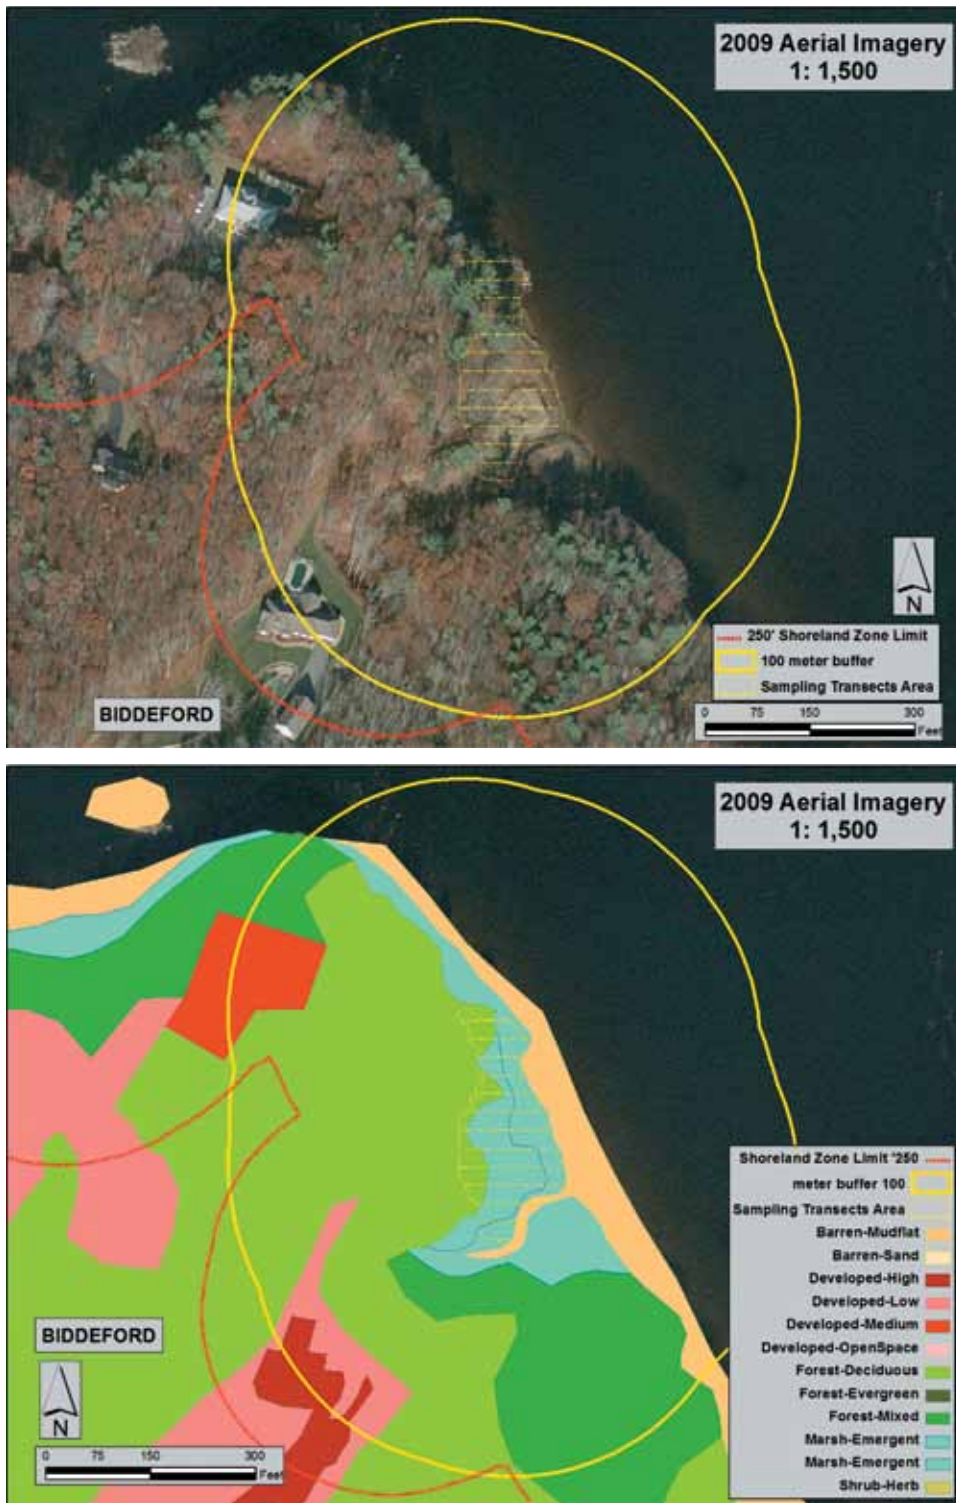 2009 Aerial Imagery
1: 1,500
N
250' Shoreland Zone Limit
100 meter buffer
Sampling Transects Area
BIDDEFORD
0 75 150 300
Feet
2009 Aerial Imagery
1: 1,500
Shoreland Zone Limit '250
meter buffer 100
Sampling Transects Area
Barren-Mudflat
Barren-Sand
Developed-High
Developed-Low
Developed-Medium
Developed-OpenSpace
Forest-Deciduous
Forest-Evergreen
Forest-Mixed
Marsh-Emergent
Marsh-Emergent
Shrub-Herb
BIDDEFORD
N
0 75 150 300
Feet